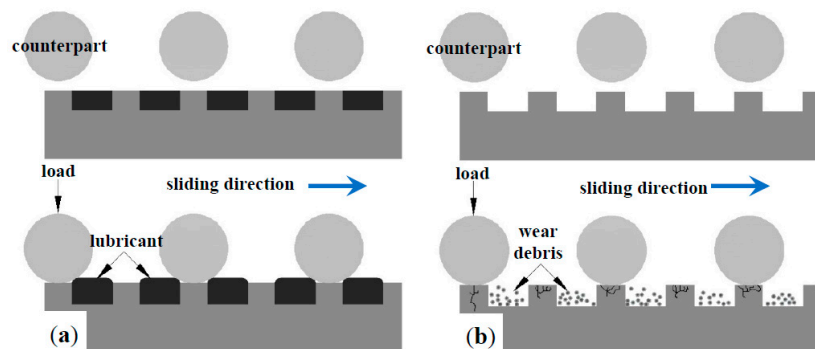 counterpart
load
sliding direction
lubricant
(a)
counterpart
load
sliding direction
wear
debris
(b)